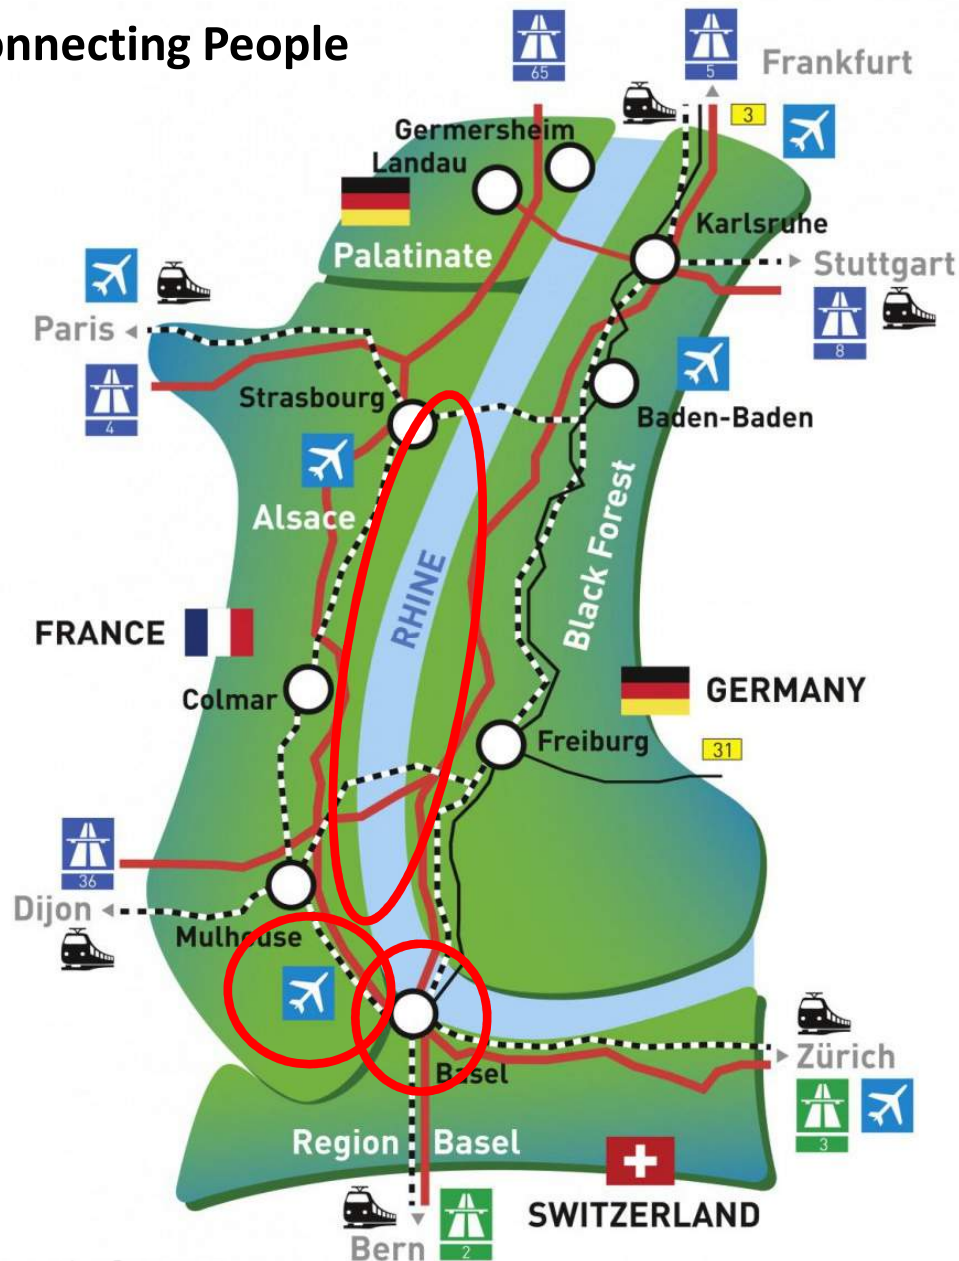 onnecting People
65
5
Frankfurt
3
Germersheim
Landau
Karlsruhe
Palatinate
Stuttgart
8
Paris
4
Strasbourg
Baden-Baden
Alsace
Black Forest
RHINE
FRANCE
GERMANY
Colmar
Freiburg
31
36
Dijon
Mulhouse
Zürich
3
Basel
Region Basel
SWITZERLAND
Bern
2